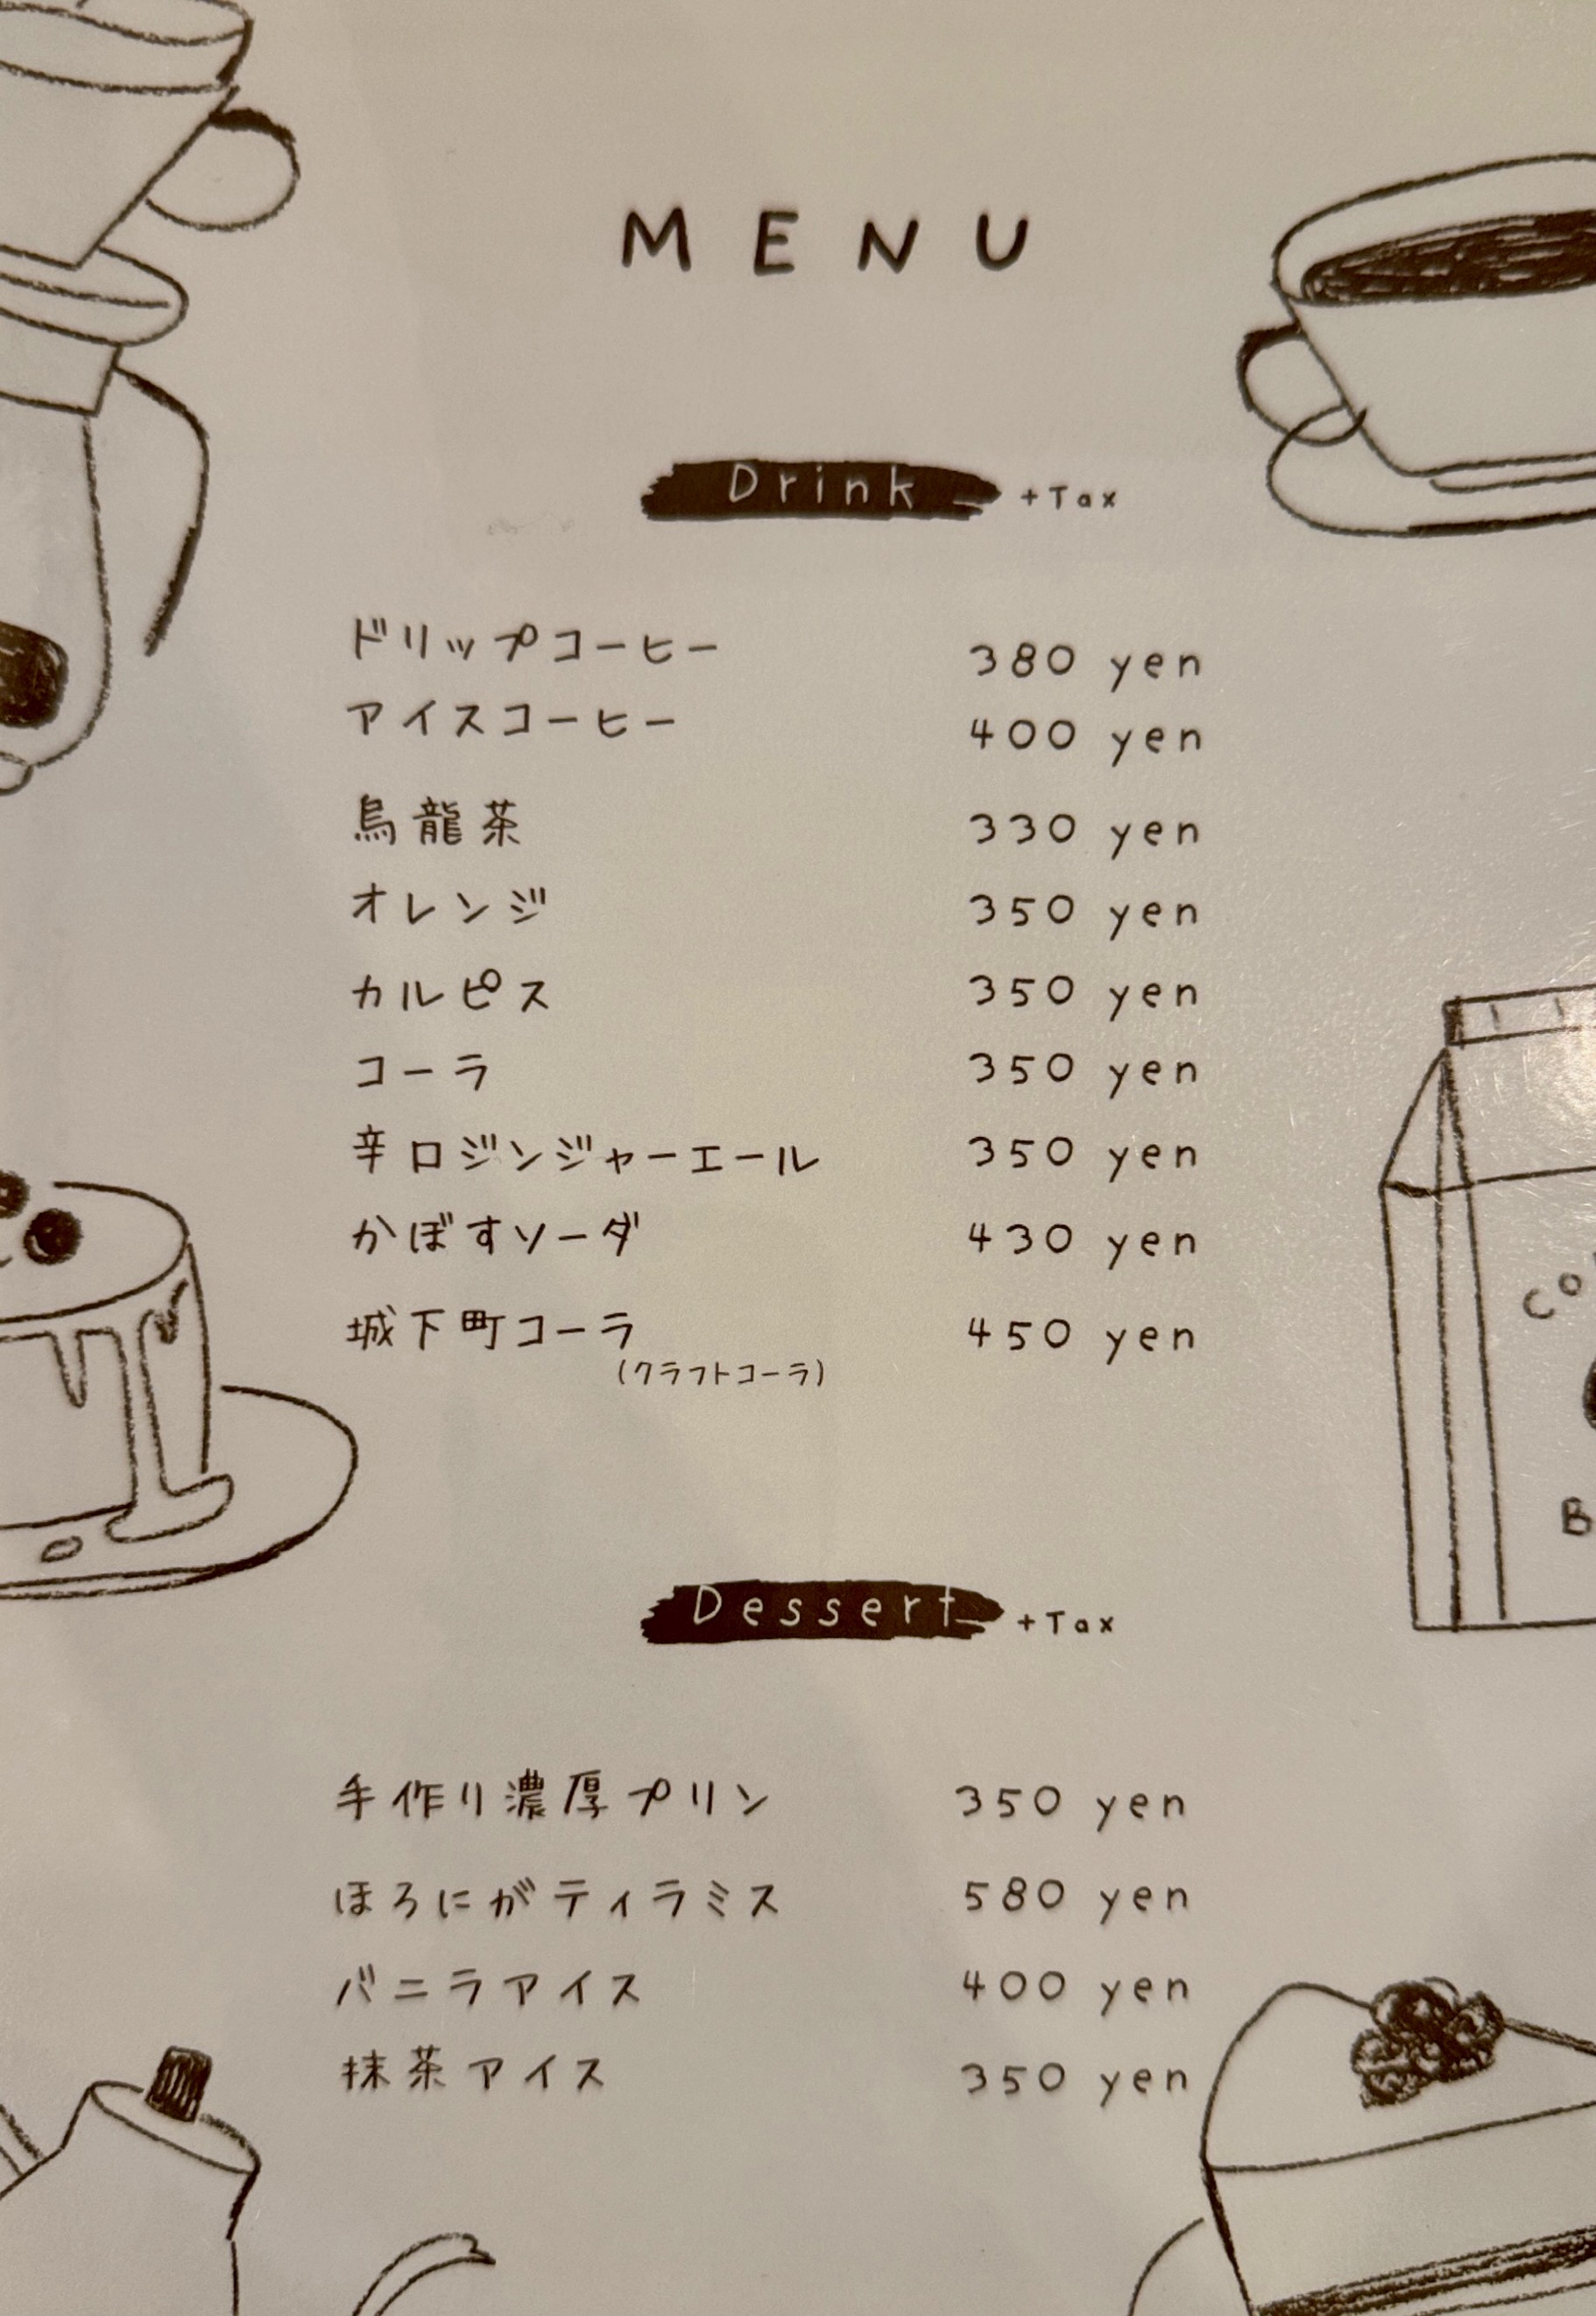 MENU
Drink +Tax
ドリップコーヒー 380 yen
アイスコーヒー 400 yen
烏龍茶 330 yen
オレンジ 350 yen
カルピス 350 yen
コーラ 350 yen
辛口ジンジャーエール 350 yen
かぼすソーダ 430 yen
城下町コーラ 450 yen
(クラフトコーラ)
Dessert +Tax
手作り濃厚プリン 350 yen
ほろにがティラミス 580 yen
バニラアイス 400 yen
抹茶アイス 350 yen